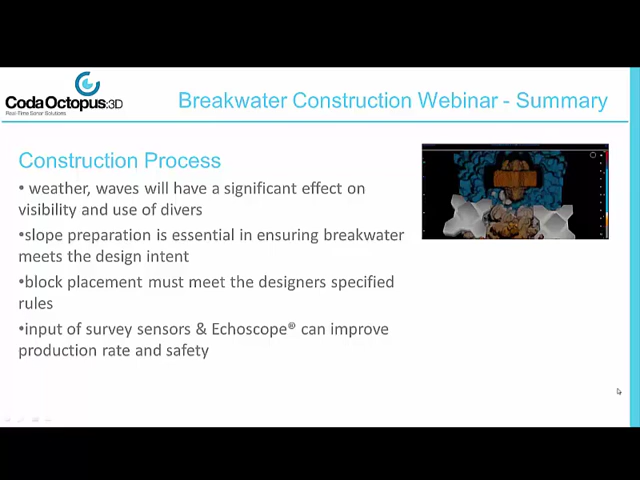 CodaOctopus:3D
Real-Time Sonar Solutions
Breakwater Construction Webinar - Summary
Construction Process
• weather, waves will have a significant effect on
visibility and use of divers
•slope preparation is essential in ensuring breakwater
meets the design intent
•block placement must meet the designers specified
rules
•input of survey sensors & Echoscope® can improve
production rate and safety